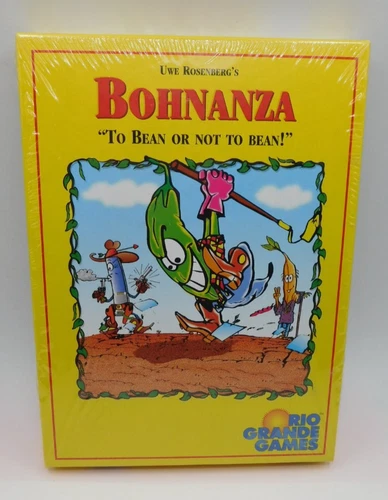 UWE ROSENBERG'S
BOHNANZA
"TO BEAN OR NOT TO BEAN!"
RIO
GRANDE
GAMES